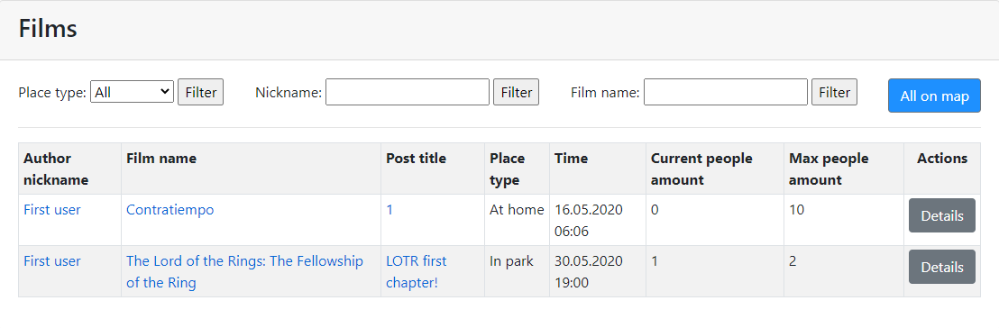 Films
Place type: All Filter Nickname: Filter Film name: Filter All on map
Author nickname Film name Post title Place type Time Current people amount Max people amount Actions
First user Contratiempo 1 At home 16.05.2020 06:06 0 10 Details
First user The Lord of the Rings: The Fellowship of the Ring LOTR first chapter! In park 30.05.2020 19:00 1 2 Details